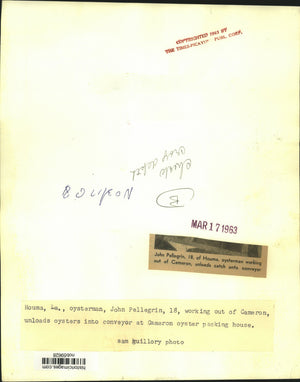 COPYRIGHTED 1963 BY
THE TIMES-PICAYUNE PUBL. CORP.
MAR 17 1963
John Pellegrin, 18, of Houma, oysterman working
out of Cameron, unloads catch onto conveyor
Houma, La., oysterman, John Pellegrin, 18, working out of Cameron,
unloads oysters into conveyor at Cameron oyster packing house.
sam guillory photo
historicimages.com